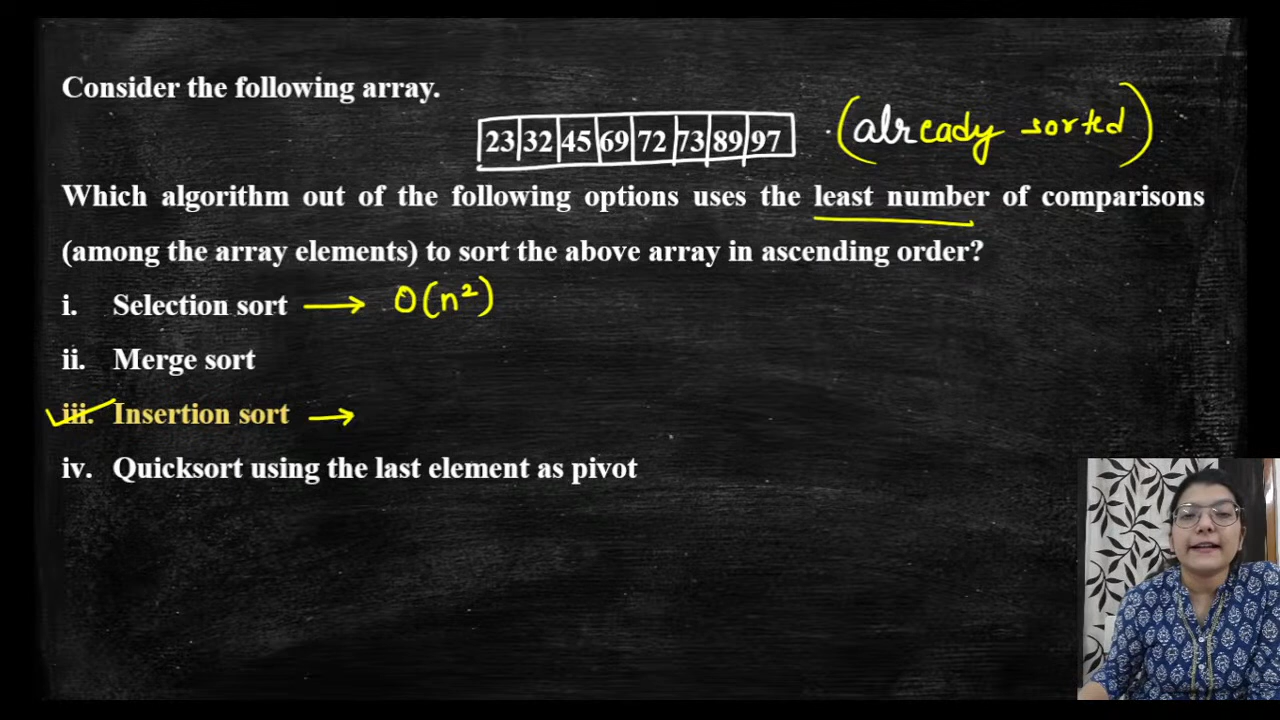 Consider the following array.
23 32 45 69 72 73 89 97 (already sorted)
Which algorithm out of the following options uses the least number of comparisons
(among the array elements) to sort the above array in ascending order?
i. Selection sort → O(n²)
ii. Merge sort
iii. Insertion sort →
iv. Quicksort using the last element as pivot